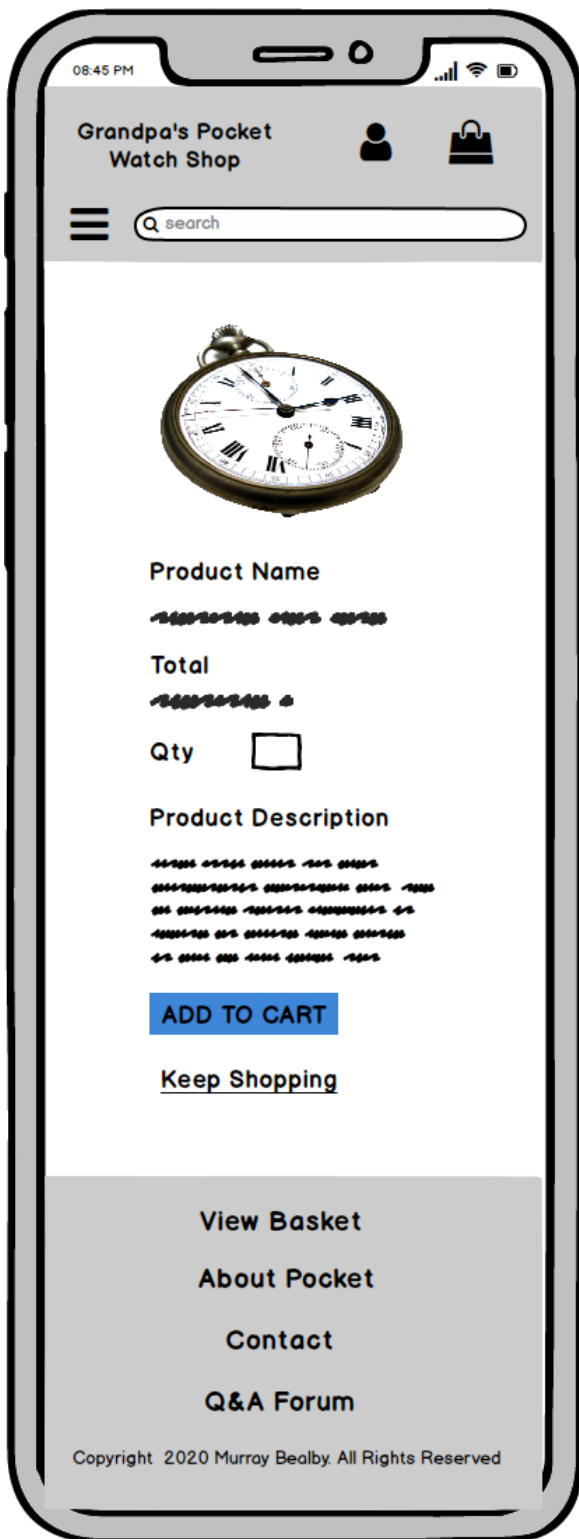 08:45 PM
Grandpa's Pocket
Watch Shop
search
Product Name
Total
Qty
Product Description
ADD TO CART
Keep Shopping
View Basket
About Pocket
Contact
Q&A Forum
Copyright 2020 Murray Bealby. All Rights Reserved